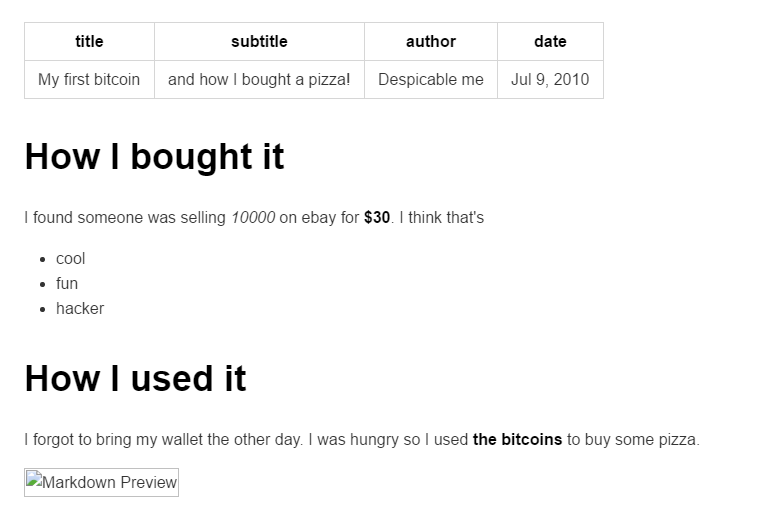 title subtitle author date
My first bitcoin and how I bought a pizza! Despicable me Jul 9, 2010
How I bought it
I found someone was selling 10000 on ebay for $30. I think that's
cool
fun
hacker
How I used it
I forgot to bring my wallet the other day. I was hungry so I used the bitcoins to buy some pizza.
Markdown Preview